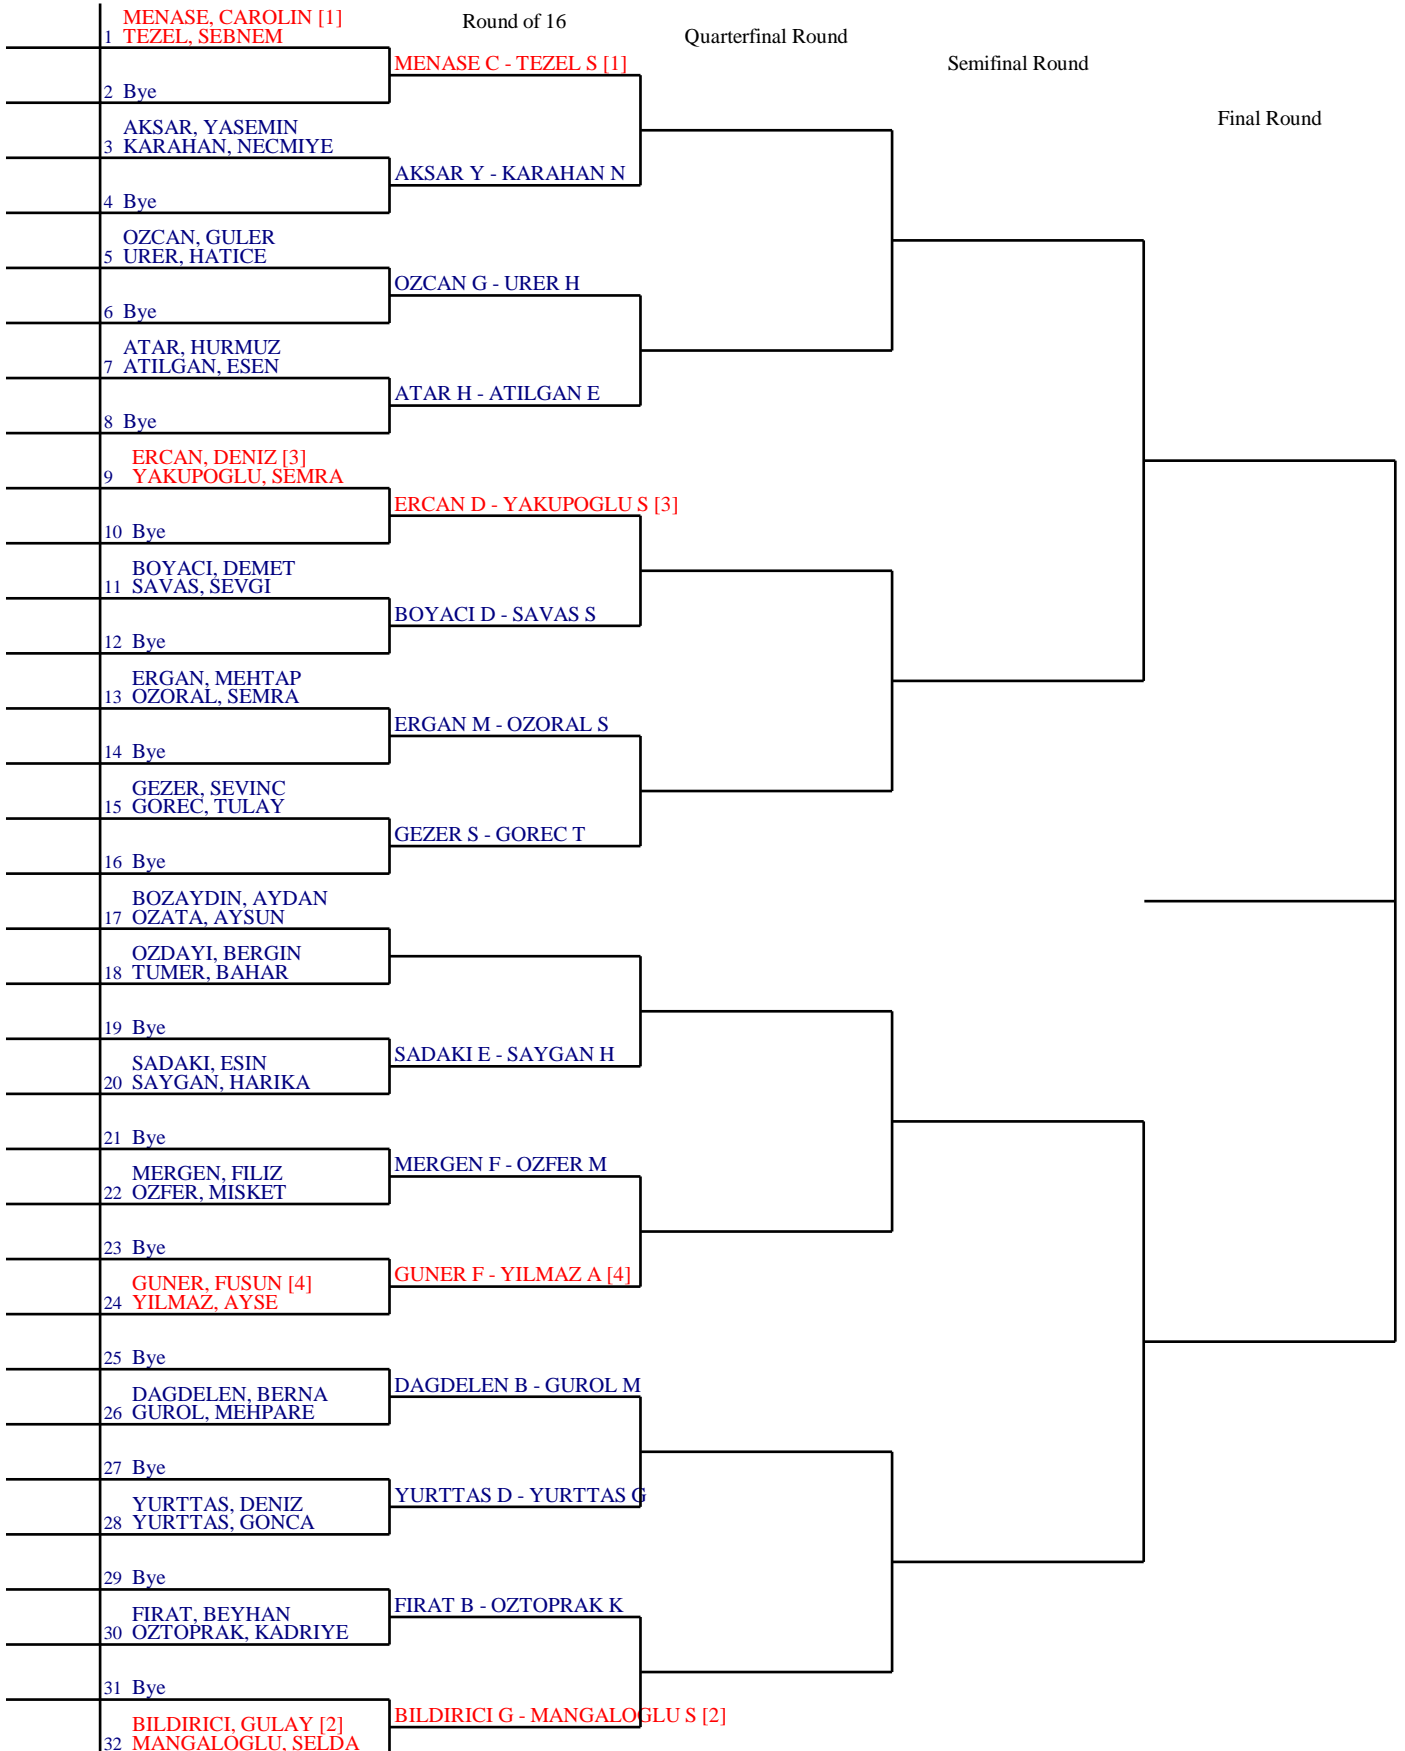 MENASE, CAROLIN [1]
1 TEZEL, SEBNEM
Round of 16
Quarterfinal Round
Semifinal Round
Final Round
MENASE C - TEZEL S [1]
2 Bye
AKSAR, YASEMIN
3 KARAHAN, NECMIYE
AKSAR Y - KARAHAN N
4 Bye
OZCAN, GULER
5 URER, HATICE
OZCAN G - URER H
6 Bye
ATAR, HURMUZ
7 ATILGAN, ESEN
ATAR H - ATILGAN E
8 Bye
ERCAN, DENIZ [3]
9 YAKUPOGLU, SEMRA
ERCAN D - YAKUPOGLU S [3]
10 Bye
BOYACI, DEMET
11 SAVAS, SEVGI
BOYACI D - SAVAS S
12 Bye
ERGAN, MEHTAP
13 OZORAL, SEMRA
ERGAN M - OZORAL S
14 Bye
GEZER, SEVINC
15 GOREC, TULAY
GEZER S - GOREC T
16 Bye
BOZAYDIN, AYDAN
17 OZATA, AYSUN
OZDAYI, BERGIN
18 TUMER, BAHAR
19 Bye
SADAKI E - SAYGAN H
SADAKI, ESIN
20 SAYGAN, HARIKA
21 Bye
MERGEN F - OZFER M
MERGEN, FILIZ
22 OZFER, MISKET
23 Bye
GUNER F - YILMAZ A [4]
GUNER, FUSUN [4]
24 YILMAZ, AYSE
25 Bye
DAGDELEN B - GUROL M
DAGDELEN, BERNA
26 GUROL, MEHPARE
27 Bye
YURTTAS D - YURTTAS G
YURTTAS, DENIZ
28 YURTTAS, GONCA
29 Bye
FIRAT B - OZTOPRAK K
FIRAT, BEYHAN
30 OZTOPRAK, KADRIYE
31 Bye
BILDIRICI G - MANGALOGLU S [2]
BILDIRICI, GULAY [2]
32 MANGALOGLU, SELDA